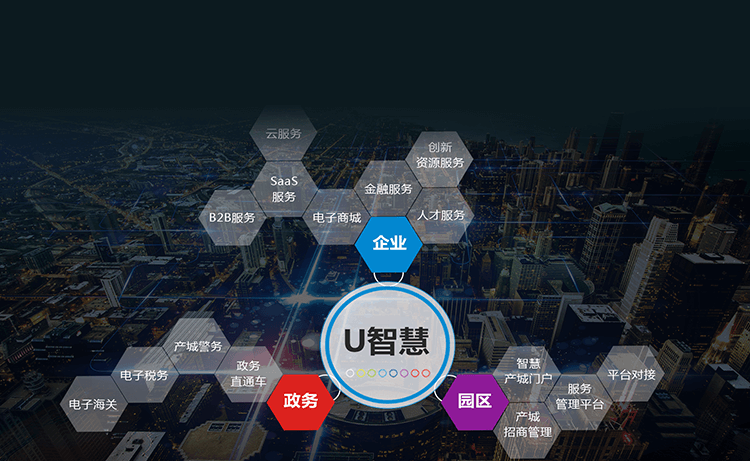 云服务
创新
资源服务
SaaS
服务
金融服务
B2B服务
电子商城
人才服务
企业
U智慧
产城警务
政务
直通车
电子税务
电子海关
政务
园区
智慧
产城门户
服务
管理平台
平台对接
产城
招商管理